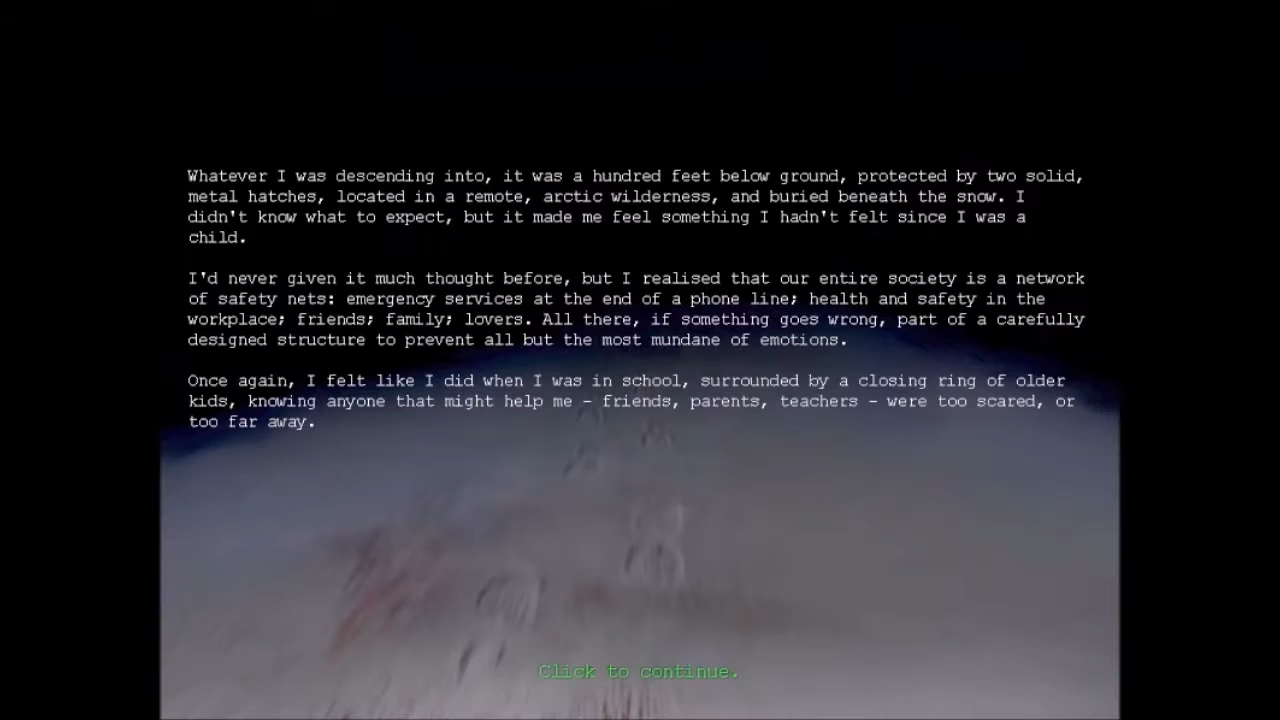 Whatever I was descending into, it was a hundred feet below ground, protected by two solid,
metal hatches, located in a remote, arctic wilderness, and buried beneath the snow. I
didn't know what to expect, but it made me feel something I hadn't felt since I was a
child.
I'd never given it much thought before, but I realised that our entire society is a network
of safety nets: emergency services at the end of a phone line; health and safety in the
workplace; friends; family; lovers. All there, if something goes wrong, part of a carefully
designed structure to prevent all but the most mundane of emotions.
Once again, I felt like I did when I was in school, surrounded by a closing ring of older
kids, knowing anyone that might help me - friends, parents, teachers - were too scared, or
too far away.
Click to continue.